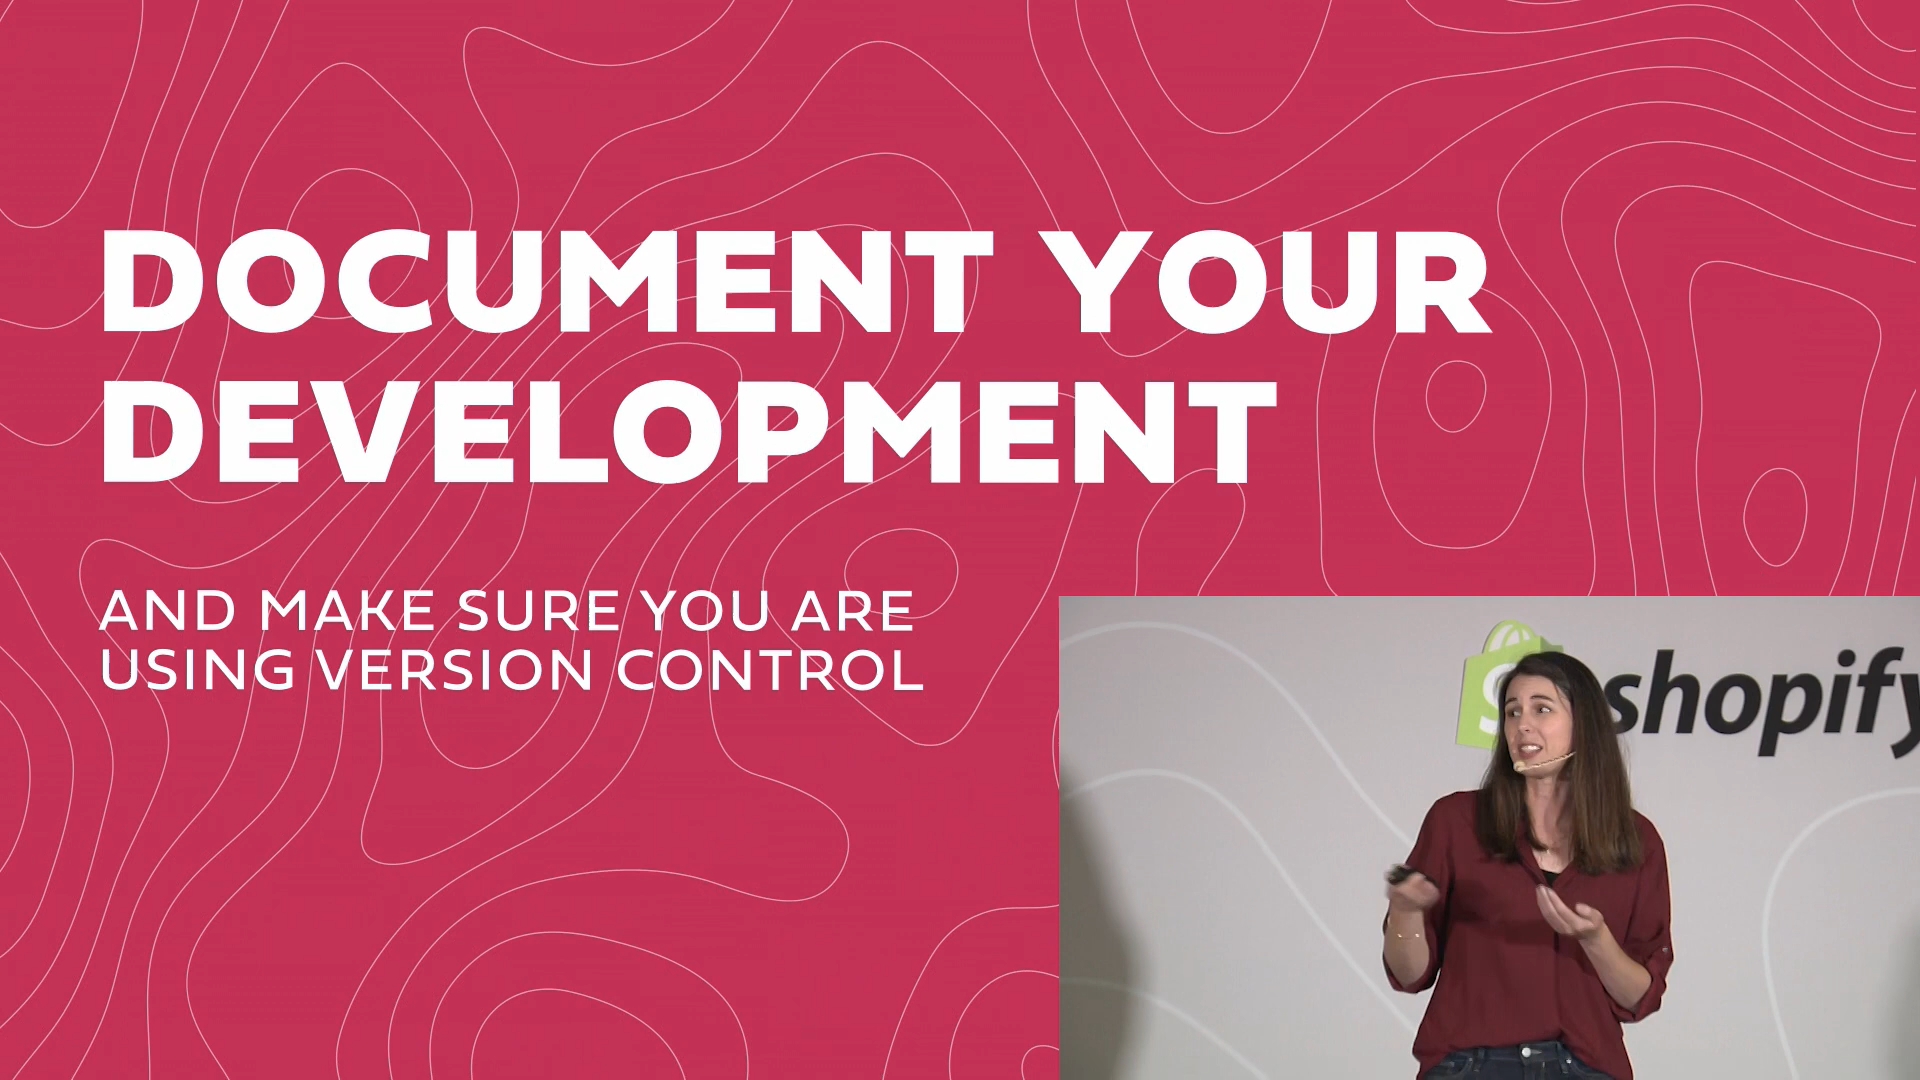 DOCUMENT YOUR
DEVELOPMENT
AND MAKE SURE YOU ARE
USING VERSION CONTROL
shopify